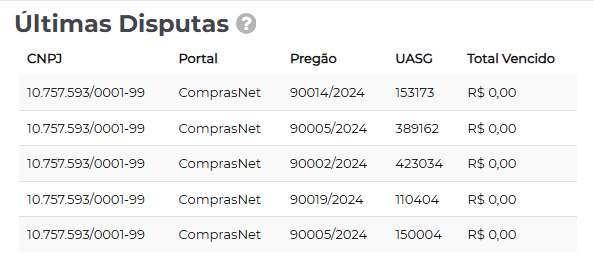 Últimas Disputas ?
CNPJ Portal Pregão UASG Total Vencido
10.757.593/0001-99 ComprasNet 90014/2024 153173 R$ 0,00
10.757.593/0001-99 ComprasNet 90005/2024 389162 R$ 0,00
10.757.593/0001-99 ComprasNet 90002/2024 423034 R$ 0,00
10.757.593/0001-99 ComprasNet 90019/2024 110404 R$ 0,00
10.757.593/0001-99 ComprasNet 90005/2024 150004 R$ 0,00